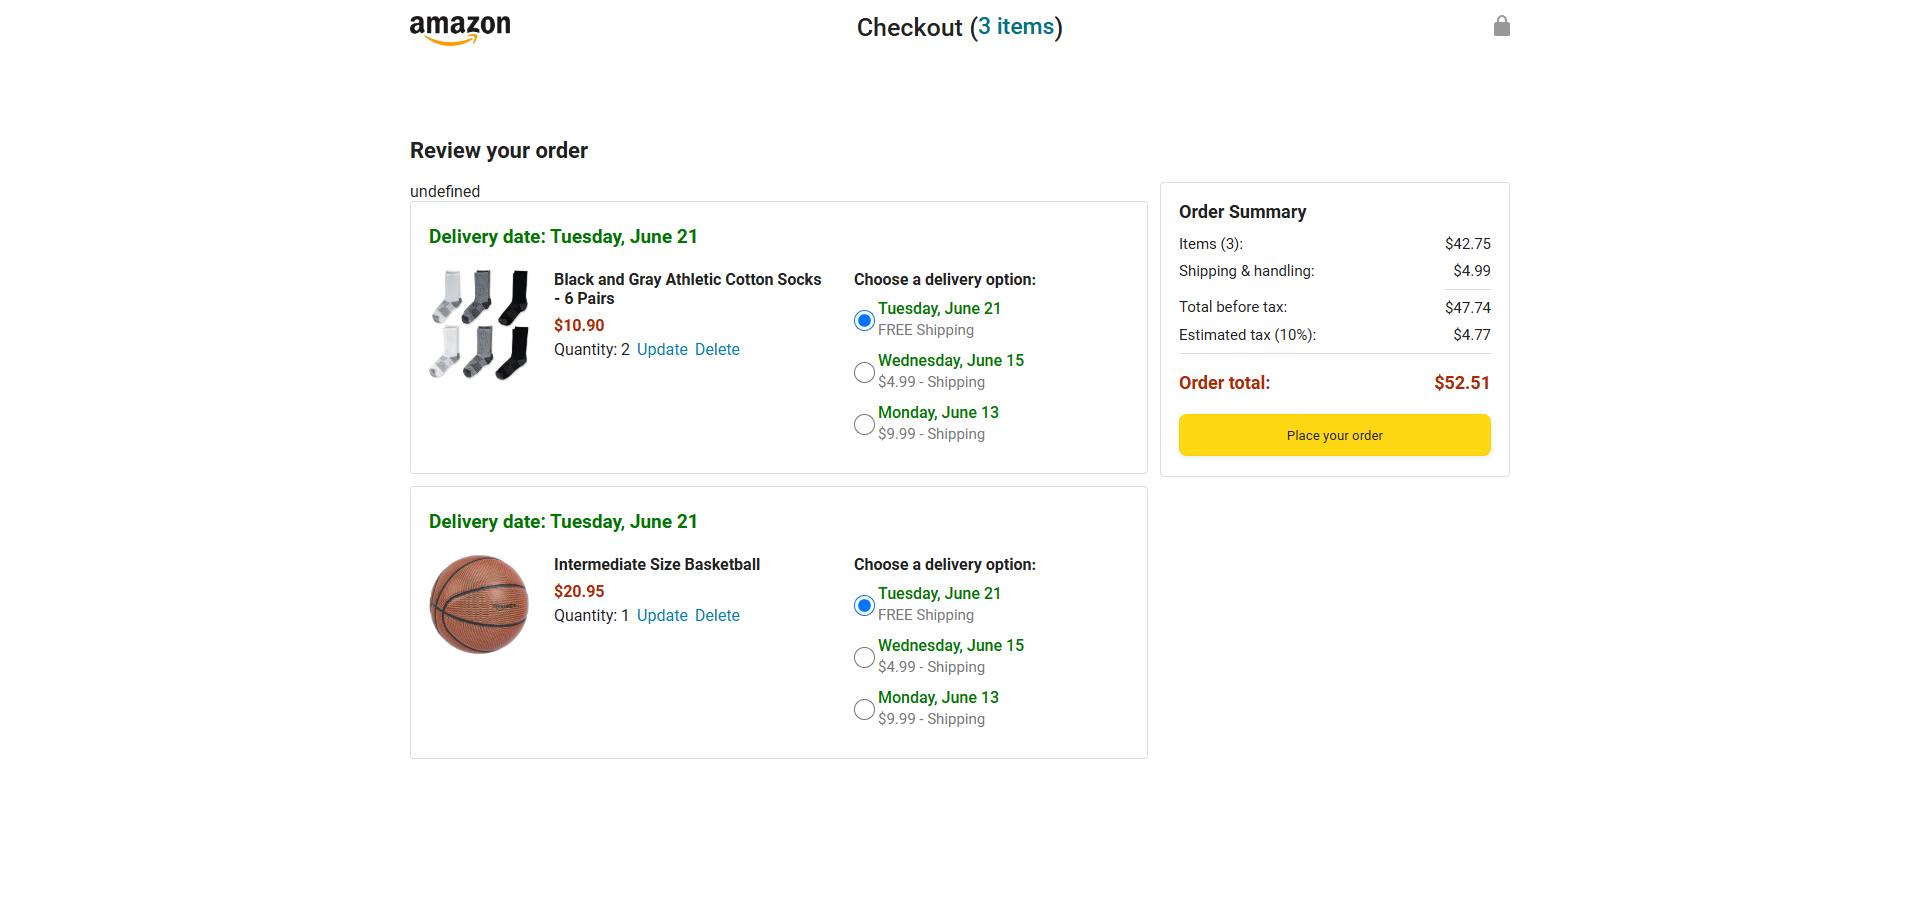 amazon
Checkout (3 items)
Review your order
undefined
Delivery date: Tuesday, June 21
Black and Gray Athletic Cotton Socks
- 6 Pairs
$10.90
Quantity: 2 Update Delete
Choose a delivery option:
Tuesday, June 21
FREE Shipping
Wednesday, June 15
$4.99 - Shipping
Monday, June 13
$9.99 - Shipping
Delivery date: Tuesday, June 21
Intermediate Size Basketball
$20.95
Quantity: 1 Update Delete
Choose a delivery option:
Tuesday, June 21
FREE Shipping
Wednesday, June 15
$4.99 - Shipping
Monday, June 13
$9.99 - Shipping
Order Summary
Items (3): $42.75
Shipping & handling: $4.99
Total before tax: $47.74
Estimated tax (10%): $4.77
Order total: $52.51
Place your order